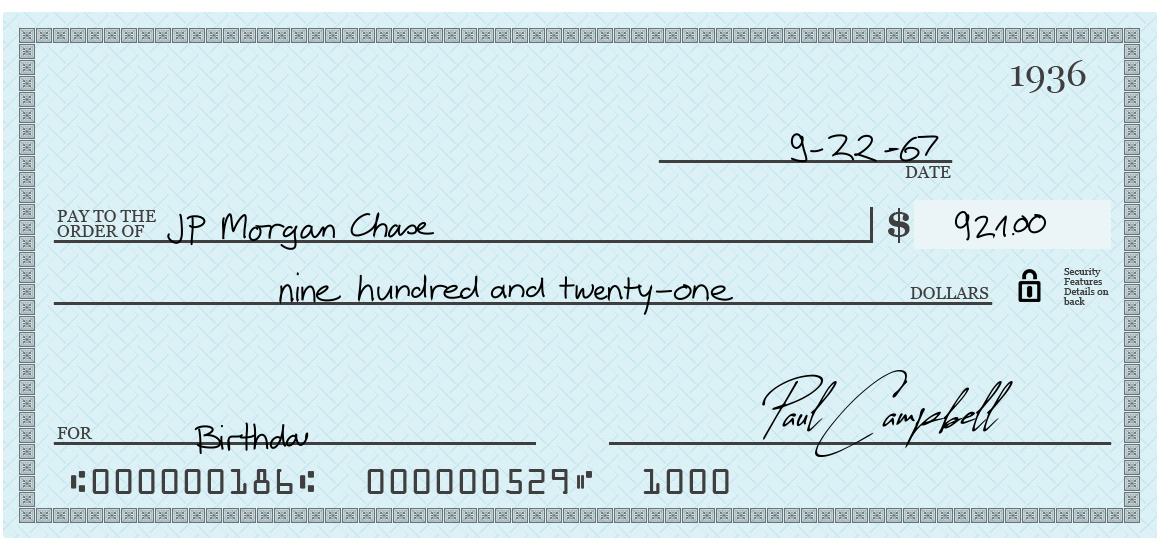 1936
9-22-67
DATE
PAY TO THE
ORDER OF JP Morgan Chase $ 921.00
nine hundred and twenty-one DOLLARS
Security
Features
Details on
back
FOR Birthda
Paul Campbell
⑆000000186⑆ 000000529⑈ 1000